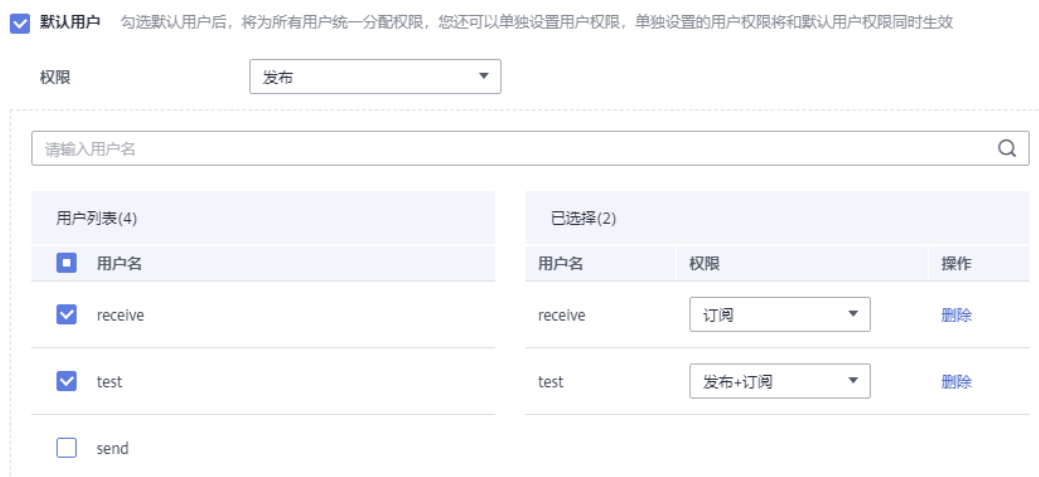 默认用户 勾选默认用户后，将为所有用户统一分配权限，您还可以单独设置用户权限，单独设置的用户权限将和默认用户权限同时生效
权限 发布
请输入用户名
用户列表(4) 已选择(2)
用户名 用户名 权限 操作
receive receive 订阅 删除
test test 发布+订阅 删除
send